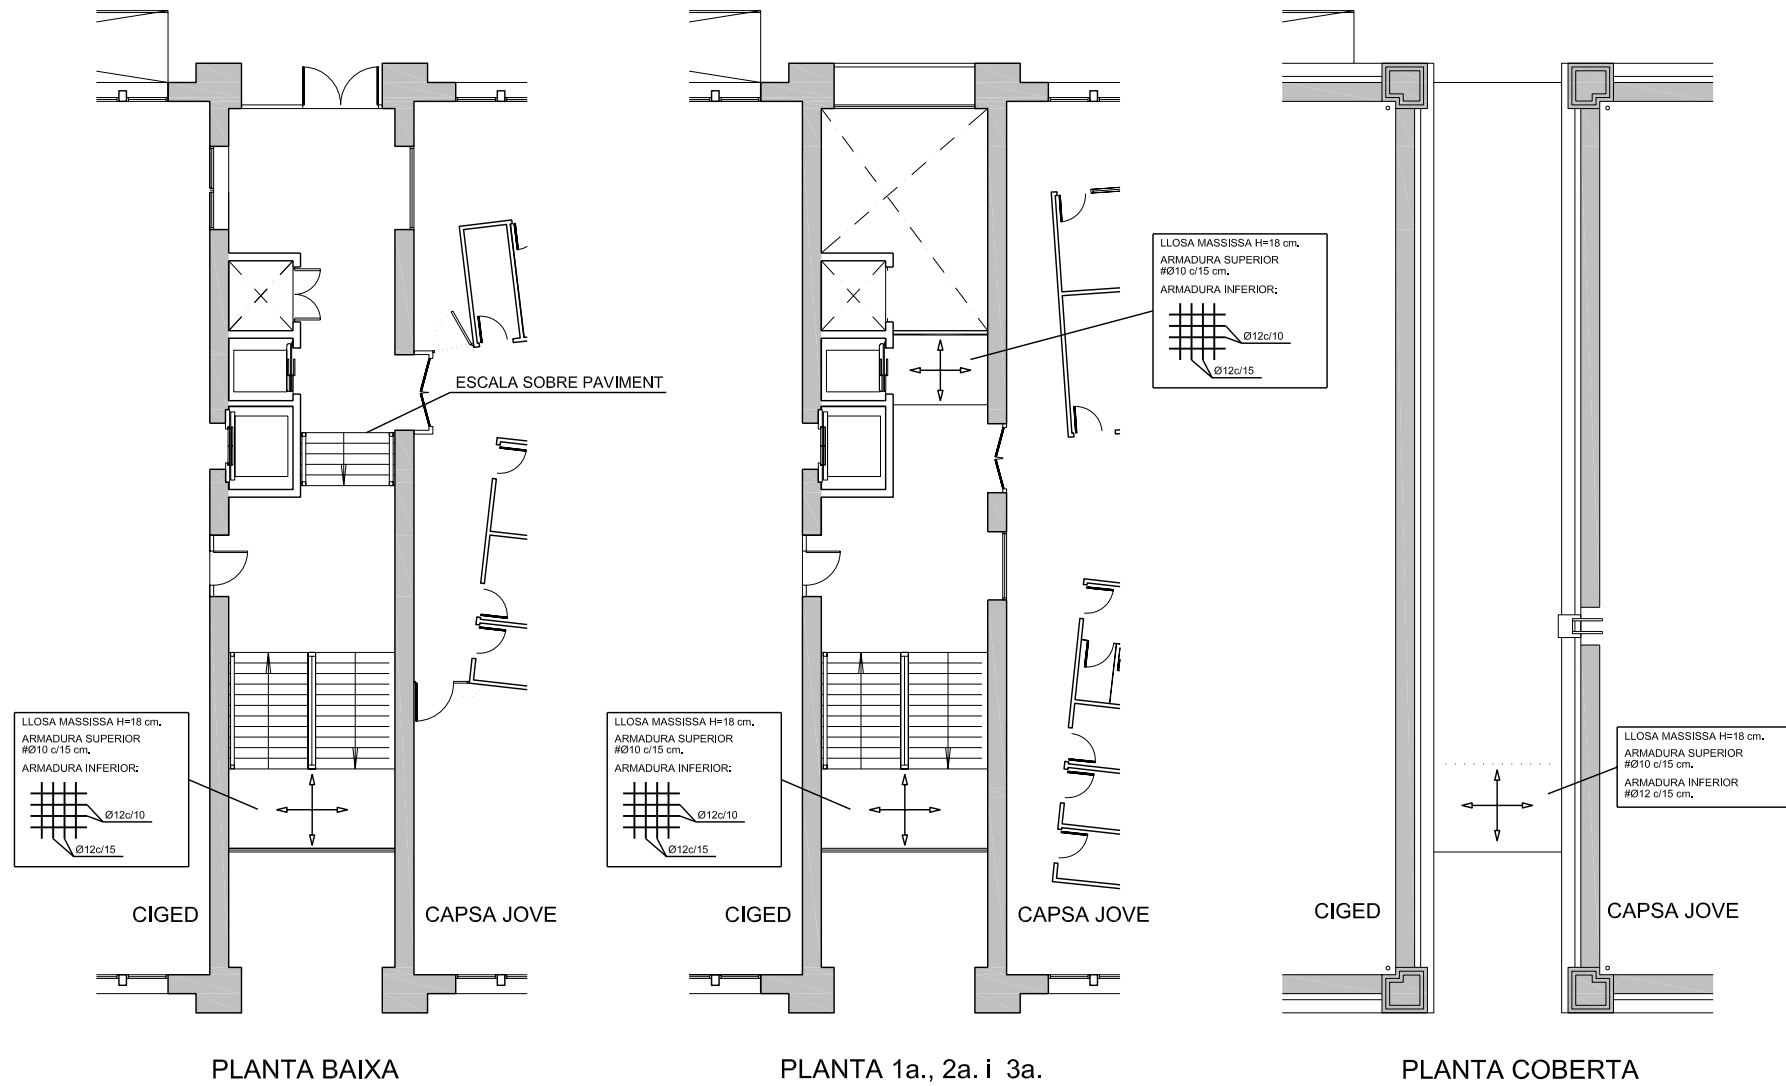 ESCALA SOBRE PAVIMENT
LLOSA MASSISSA H=18 cm.
ARMADURA SUPERIOR
#Ø10 c/15 cm.
ARMADURA INFERIOR:
Ø12c/10
Ø12c/15
CIGED
CAPSA JOVE
PLANTA BAIXA
LLOSA MASSISSA H=18 cm.
ARMADURA SUPERIOR
#Ø10 c/15 cm.
ARMADURA INFERIOR:
Ø12c/10
Ø12c/15
LLOSA MASSISSA H=18 cm.
ARMADURA SUPERIOR
#Ø10 c/15 cm.
ARMADURA INFERIOR:
Ø12c/10
Ø12c/15
CIGED
CAPSA JOVE
PLANTA 1a., 2a. i 3a.
LLOSA MASSISSA H=18 cm.
ARMADURA SUPERIOR
#Ø10 c/15 cm.
ARMADURA INFERIOR
#Ø12 c/15 cm.
CIGED
CAPSA JOVE
PLANTA COBERTA